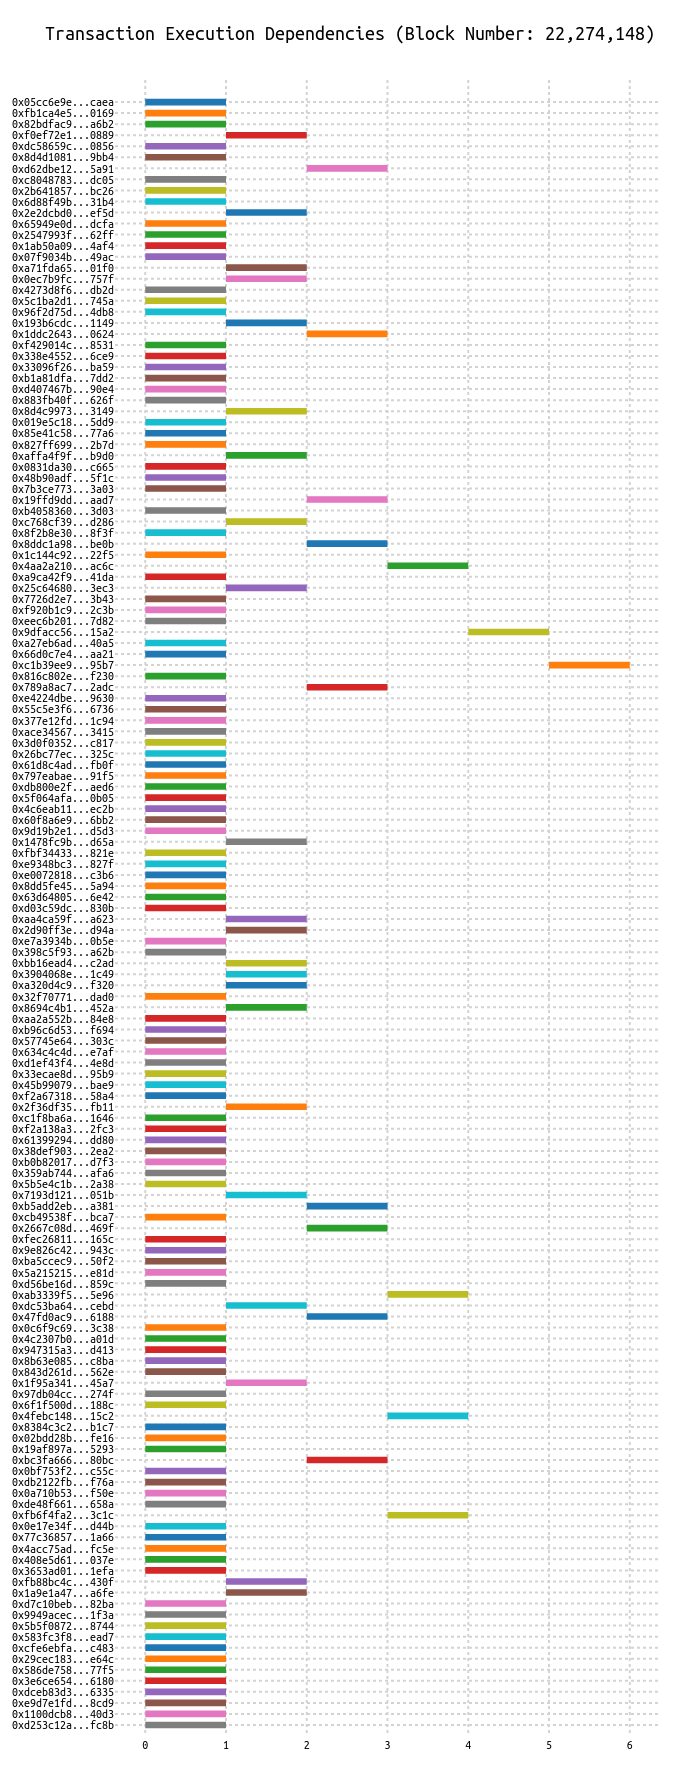 Transaction Execution Dependencies (Block Number: 22,274,148)
0x05cc6e9e...caea
0xfb1ca4e5...0169
0x82bdfac9...a6b2
0xf0ef72e1...0889
0xdc58659c...0856
0x8d4d1081...9bb4
0xd62dbe12...5a91
0xc8048783...dc05
0x2b641857...bc26
0x6d88f49b...31b4
0x2e2dcbd0...ef5d
0x65949e0d...dcfa
0x2547993f...62ff
0x1ab50a09...4af4
0x07f9034b...49ac
0xa71fda65...01f0
0x0ec7b9fc...757f
0x4273d8f6...db2d
0x5c1ba2d1...745a
0x96f2d75d...4db8
0x193b6cdc...1149
0x1ddc2643...0624
0xf429014c...8531
0x338e4552...6ce9
0x33096f26...ba59
0xb1a81dfa...7dd2
0xd407467b...90e4
0x883fb40f...626f
0x8d4c9973...3149
0x019e5c18...5dd9
0x85e41c58...77a6
0x827ff699...2b7d
0xaffa4f9f...b9d0
0x0831da30...c665
0x48b90adf...5f1c
0x7b3ce773...3a03
0x19ffd9dd...aad7
0xb4058360...3d03
0xc768cf39...d286
0x8f2b8e30...8f3f
0x8ddc1a98...be0b
0x1c144c92...22f5
0x4aa2a210...ac6c
0xa9ca42f9...41da
0x25c64680...3ec3
0x7726d2e7...3b43
0xf920b1c9...2c3b
0xeec6b201...7d82
0x9dfacc56...15a2
0xa27eb6ad...40a5
0x66d0c7e4...aa21
0xc1b39ee9...95b7
0x816c802e...f230
0x789a8ac7...2adc
0xe4224dbe...9630
0x55c5e3f6...6736
0x377e12fd...1c94
0xace34567...3415
0x3d0f0352...c817
0x26bc77ec...325c
0x61d8c4ad...fb0f
0x797eabae...91f5
0xdb800e2f...aed6
0x5f064afa...0b05
0x4c6eab11...ec2b
0x60f8a6e9...6bb2
0x9d19b2e1...d5d3
0x1478fc9b...d65a
0xfbf34433...821e
0xe9348bc3...827f
0xe0072818...c3b6
0x8dd5fe45...5a94
0x63d64805...6e42
0xd03c59dc...830b
0xaa4ca59f...a623
0x2d90ff3e...d94a
0xe7a3934b...0b5e
0x398c5f93...a62b
0xbb16ead4...c2ad
0x3904068e...1c49
0xa320d4c9...f320
0x32f70771...dad0
0x8694c4b1...452a
0xaa2a552b...84e8
0xb96c6d53...f694
0x57745e64...303c
0x634c4c4d...e7af
0xd1ef43f4...4e8d
0x33ecae8d...95b9
0x45b99079...bae9
0xf2a67318...58a4
0x2f36df35...fb11
0xc1f8ba6a...1646
0xf2a138a3...2fc3
0x61399294...dd80
0x38def903...2ea2
0xb0b82017...d7f3
0x359ab744...afa6
0x5b5e4c1b...2a38
0x7193d121...051b
0xb5add2eb...a381
0xcb49538f...bca7
0x2667c08d...469f
0xfec26811...165c
0x9e826c42...943c
0xba5ccec9...50f2
0x5a215215...e81d
0xd56be16d...859c
0xab3339f5...5e96
0xdc53ba64...cebd
0x47fd0ac9...6188
0x0c6f9c69...3c38
0x4c2307b0...a01d
0x947315a3...d413
0x8b63e085...c8ba
0x843d261d...562e
0x1f95a341...45a7
0x97db04cc...274f
0x6f1f500d...188c
0x4febc148...15c2
0x8384c3c2...b1c7
0x02bdd28b...fe16
0x19af897a...5293
0xbc3fa666...80bc
0x0bf753f2...c55c
0xdb2122fb...f76a
0x0a710b53...f50e
0xde48f661...658a
0xfb6f4fa2...3c1c
0x0e17e34f...d44b
0x77c36857...1a66
0x4acc75ad...fc5e
0x408e5d61...037e
0x3653ad01...1efa
0xfb88bc4c...430f
0x1a9e1a47...a6fe
0xd7c10beb...82ba
0x9949acec...1f3a
0x5b5f0872...8744
0x583fc3f8...ead7
0xcfe6ebfa...c483
0x29cec183...e64c
0x586de758...77f5
0x3e6ce654...6180
0xdceb83d3...6335
0xe9d7e1fd...8cd9
0x1100dcb8...40d3
0xd253c12a...fc8b
0 1 2 3 4 5 6